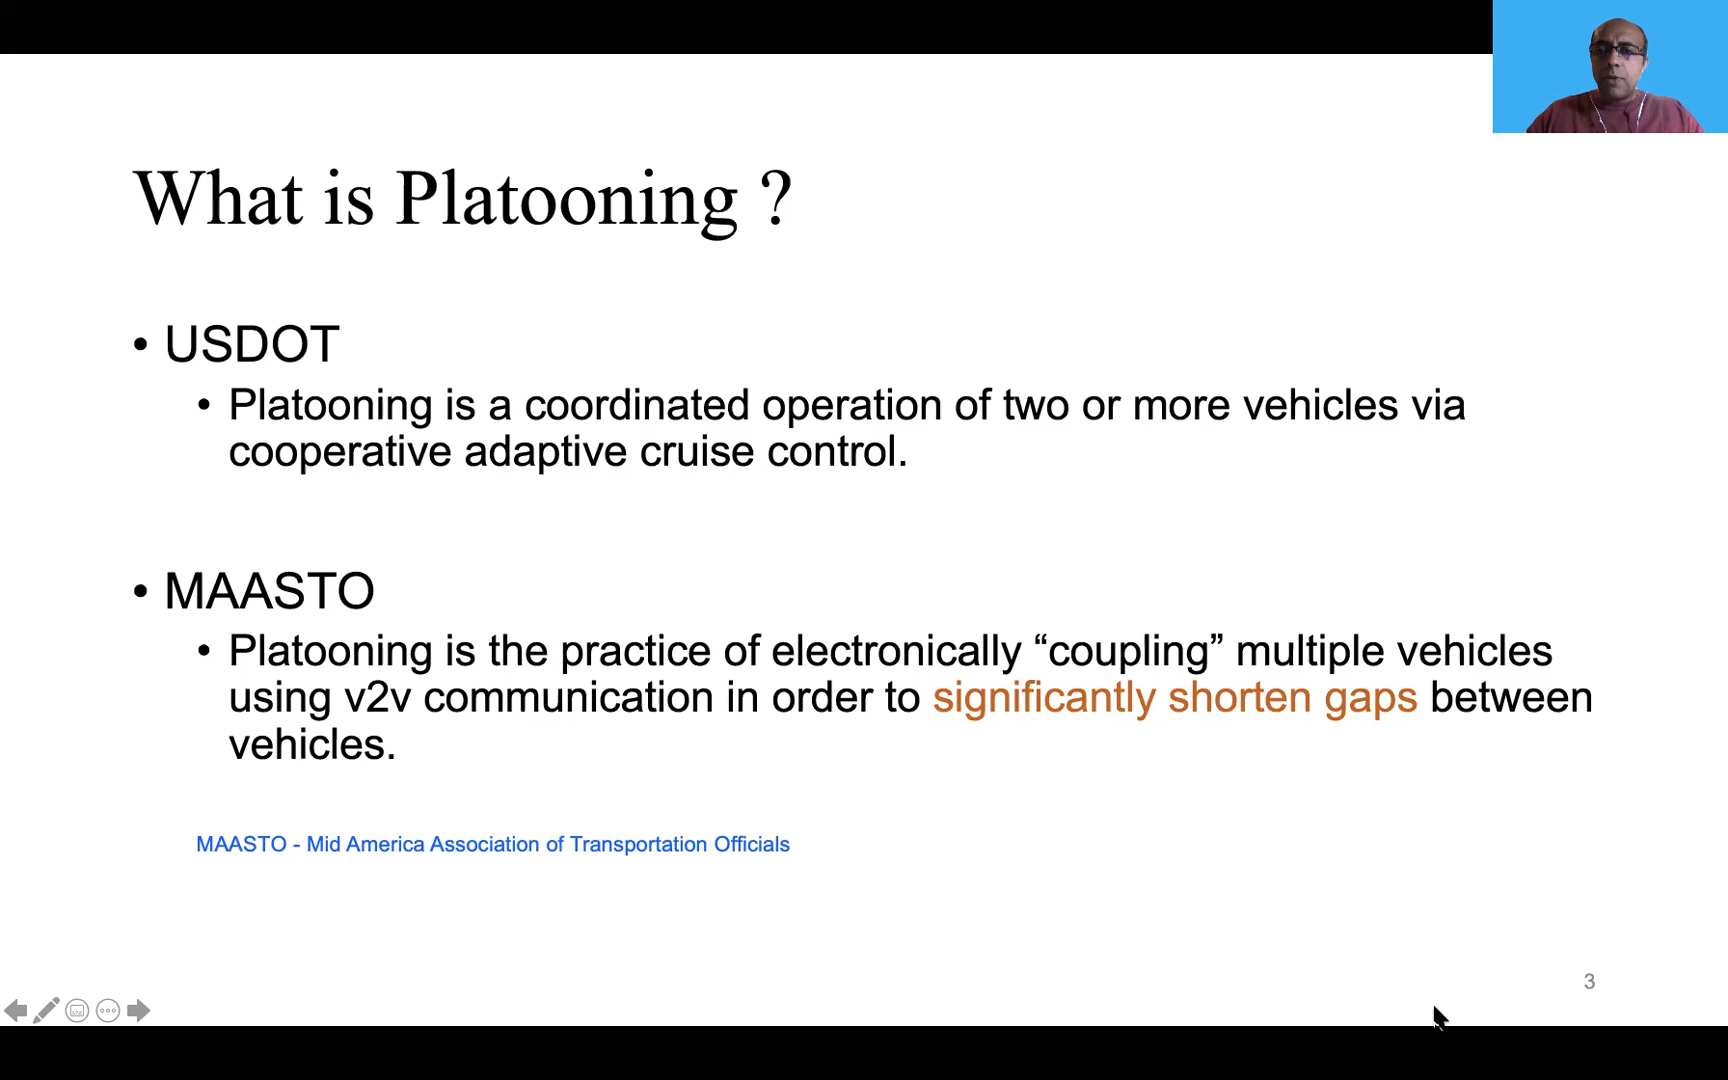 What is Platooning ?
• USDOT
• Platooning is a coordinated operation of two or more vehicles via
cooperative adaptive cruise control.
• MAASTO
• Platooning is the practice of electronically “coupling” multiple vehicles
using v2v communication in order to significantly shorten gaps between
vehicles.
MAASTO - Mid America Association of Transportation Officials
3